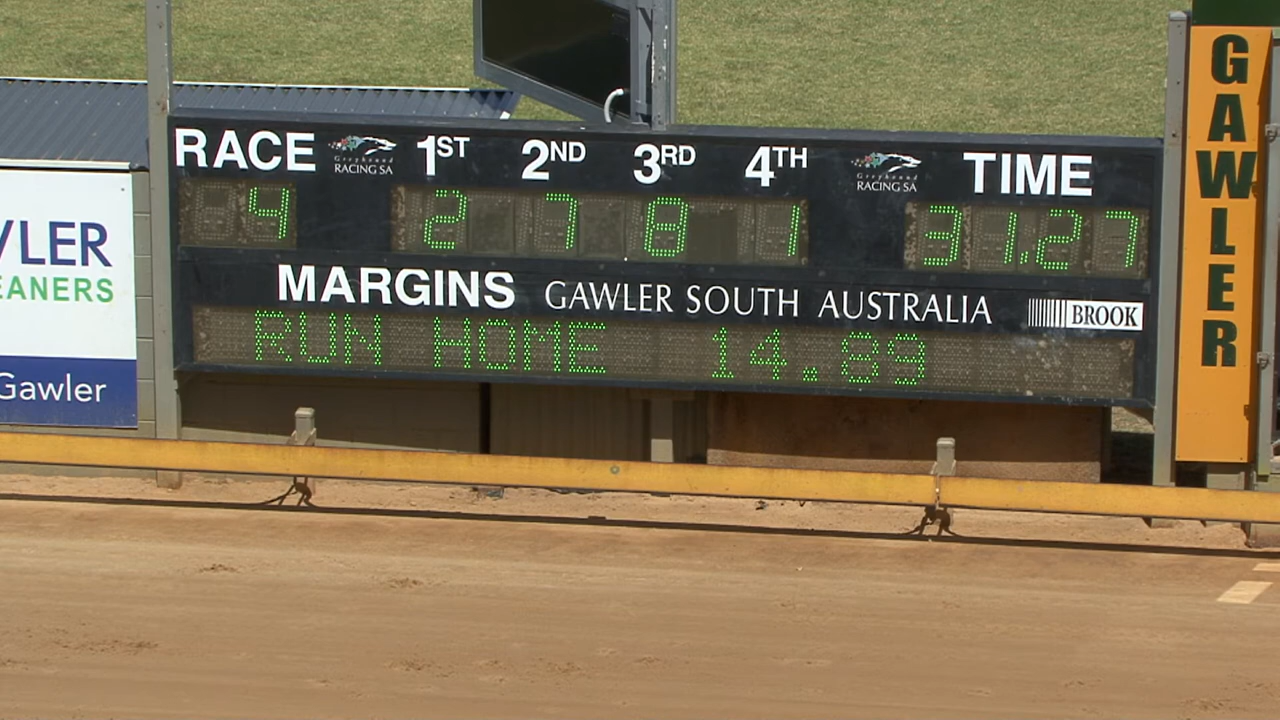 RACE Greyhound RACING SA 1ST 2ND 3RD 4TH Greyhound RACING SA TIME
4 2 7 8 1 31.27
MARGINS GAWLER SOUTH AUSTRALIA BROOK
RUN HOME 14.89
VLER
EANERS
Gawler
GAWLER